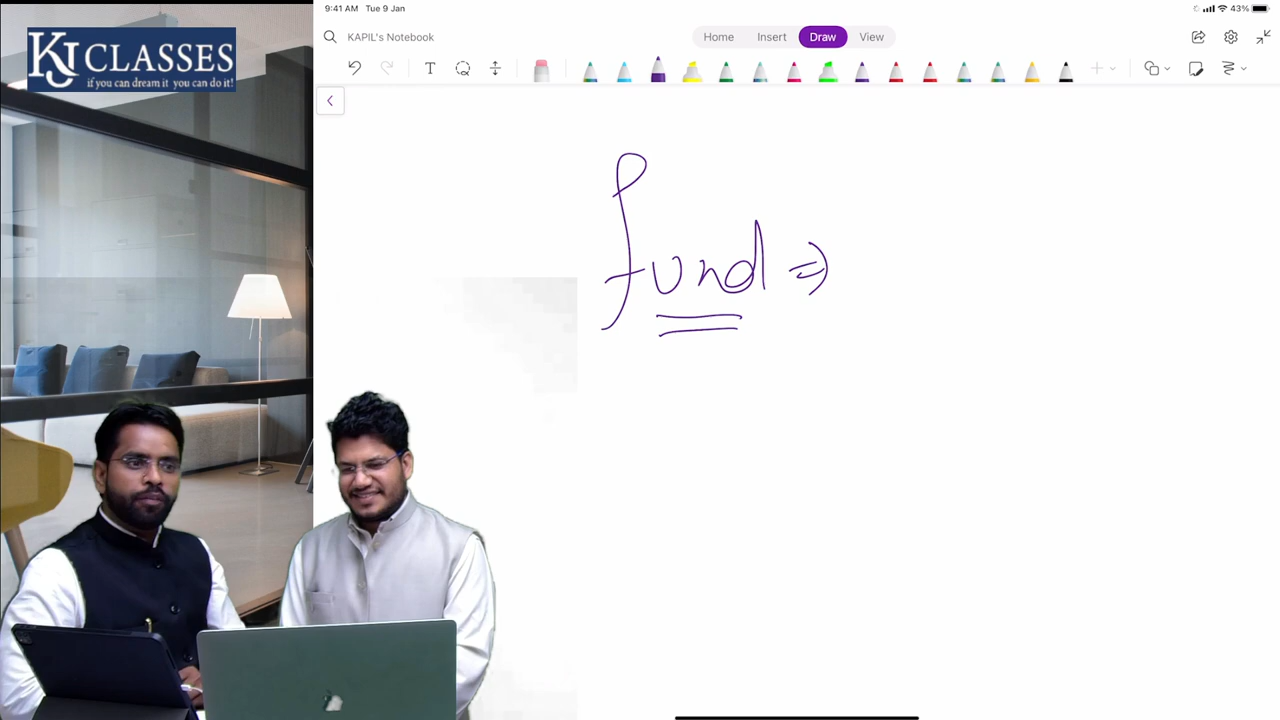 KJ CLASSES
if you can dream it you can do it!
9:41 AM Tue 9 Jan
43%
KAPIL's Notebook
Home Insert Draw View
T
fund ⇒